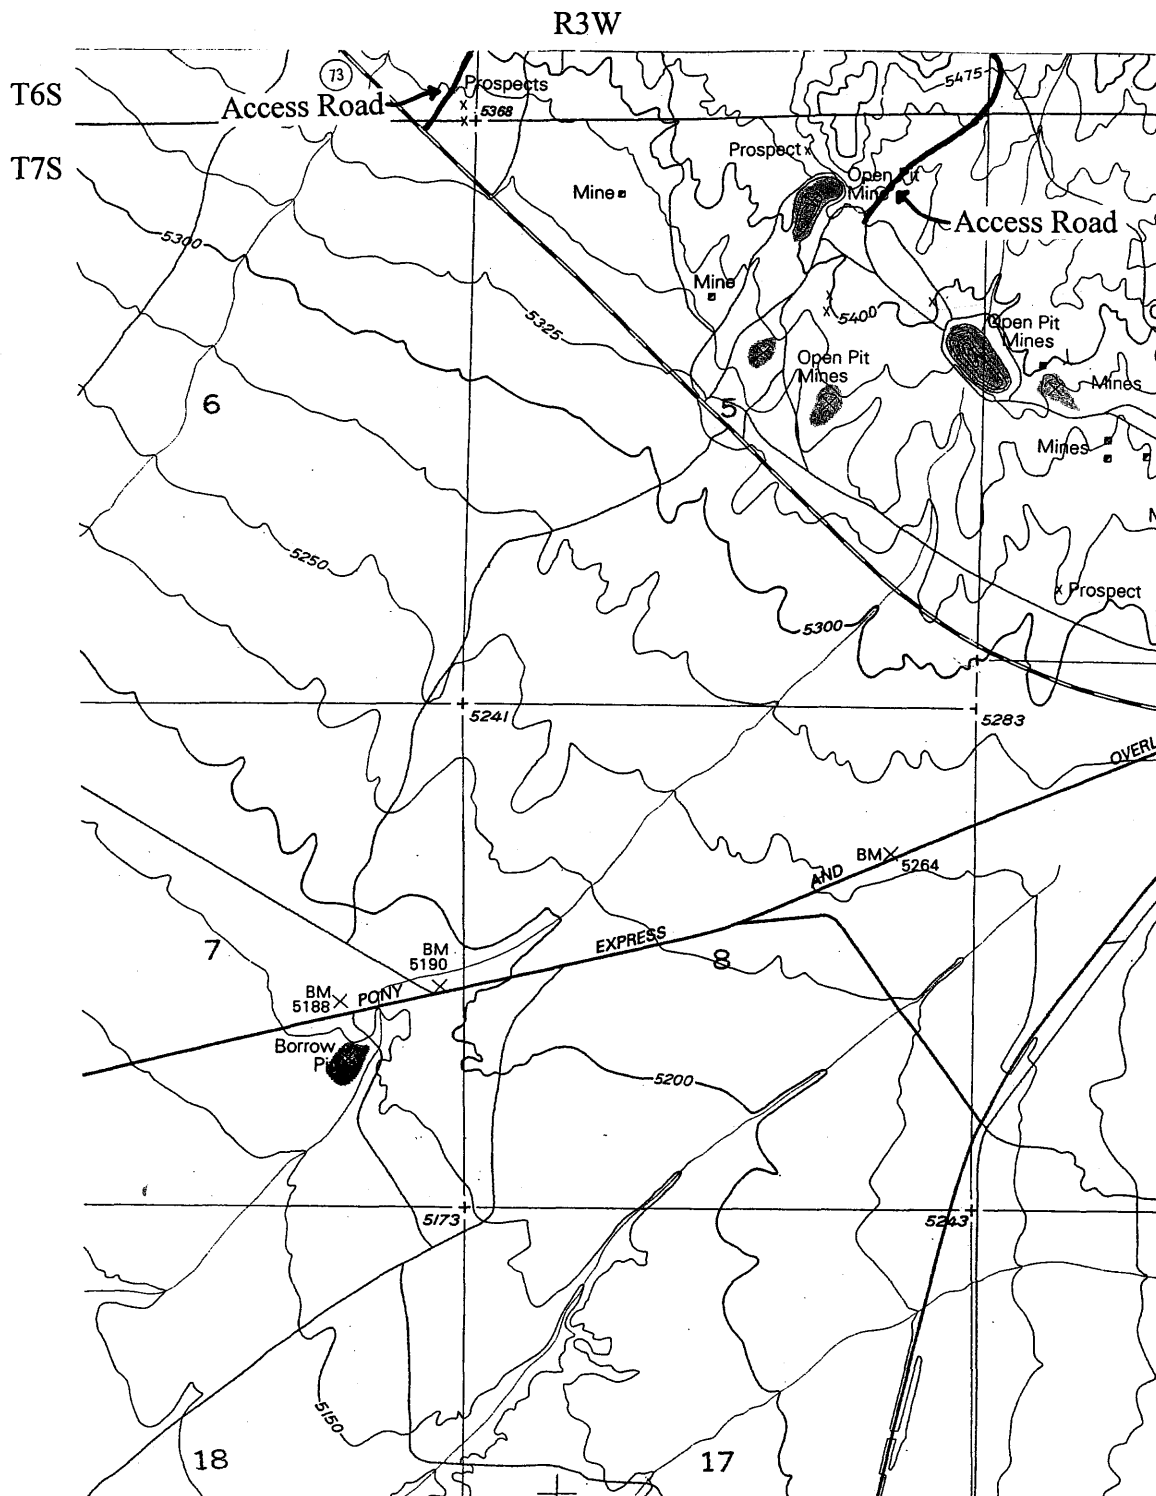 R3W
73
5475
Prospects
T6S
Access Road
5368
Prospect
T7S
Open Pit
Mine
Mine
Access Road
5300
Mine
5400
5325
Open Pit
Mines
Open Pit
Mines
Mines
6
5
Mines
5250
Prospect
5300
5241
5283
BM
5264
AND
EXPRESS
7
BM
5190
8
BM
5188
PONY
Borrow
5200
5173
5243
5150
18
17